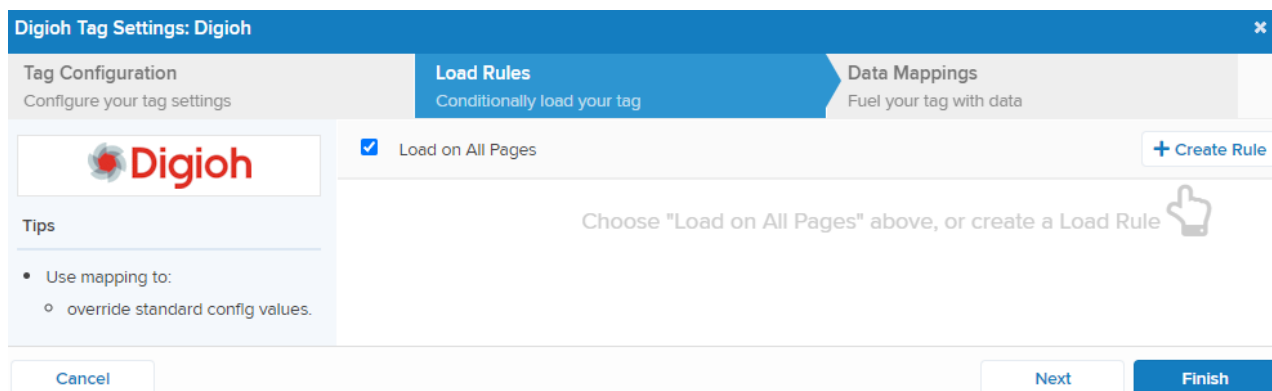 Digioh Tag Settings: Digioh
Tag Configuration
Configure your tag settings
Load Rules
Conditionally load your tag
Data Mappings
Fuel your tag with data
Digioh
Tips
• Use mapping to:
○ override standard config values.
Load on All Pages
+ Create Rule
Choose "Load on All Pages" above, or create a Load Rule
Cancel
Next
Finish